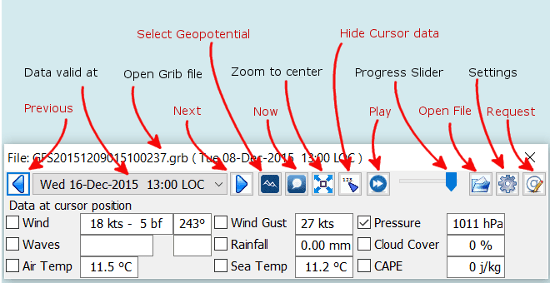 Select Geopotential
Hide Cursor data
Data valid at
Open Grib file
Zoom to center
Progress Slider
Settings
Previous
Next
Now
Play
Open File
Request
File: GFS20151209015100237.grb ( Tue 08-Dec-2015 13:00 LOC )
Wed 16-Dec-2015 13:00 LOC
Data at cursor position
Wind 18 kts - 5 bf 243° Wind Gust 27 kts Pressure 1011 hPa
Waves Rainfall 0.00 mm Cloud Cover 0 %
Air Temp 11.5 °C Sea Temp 11.2 °C CAPE 0 j/kg